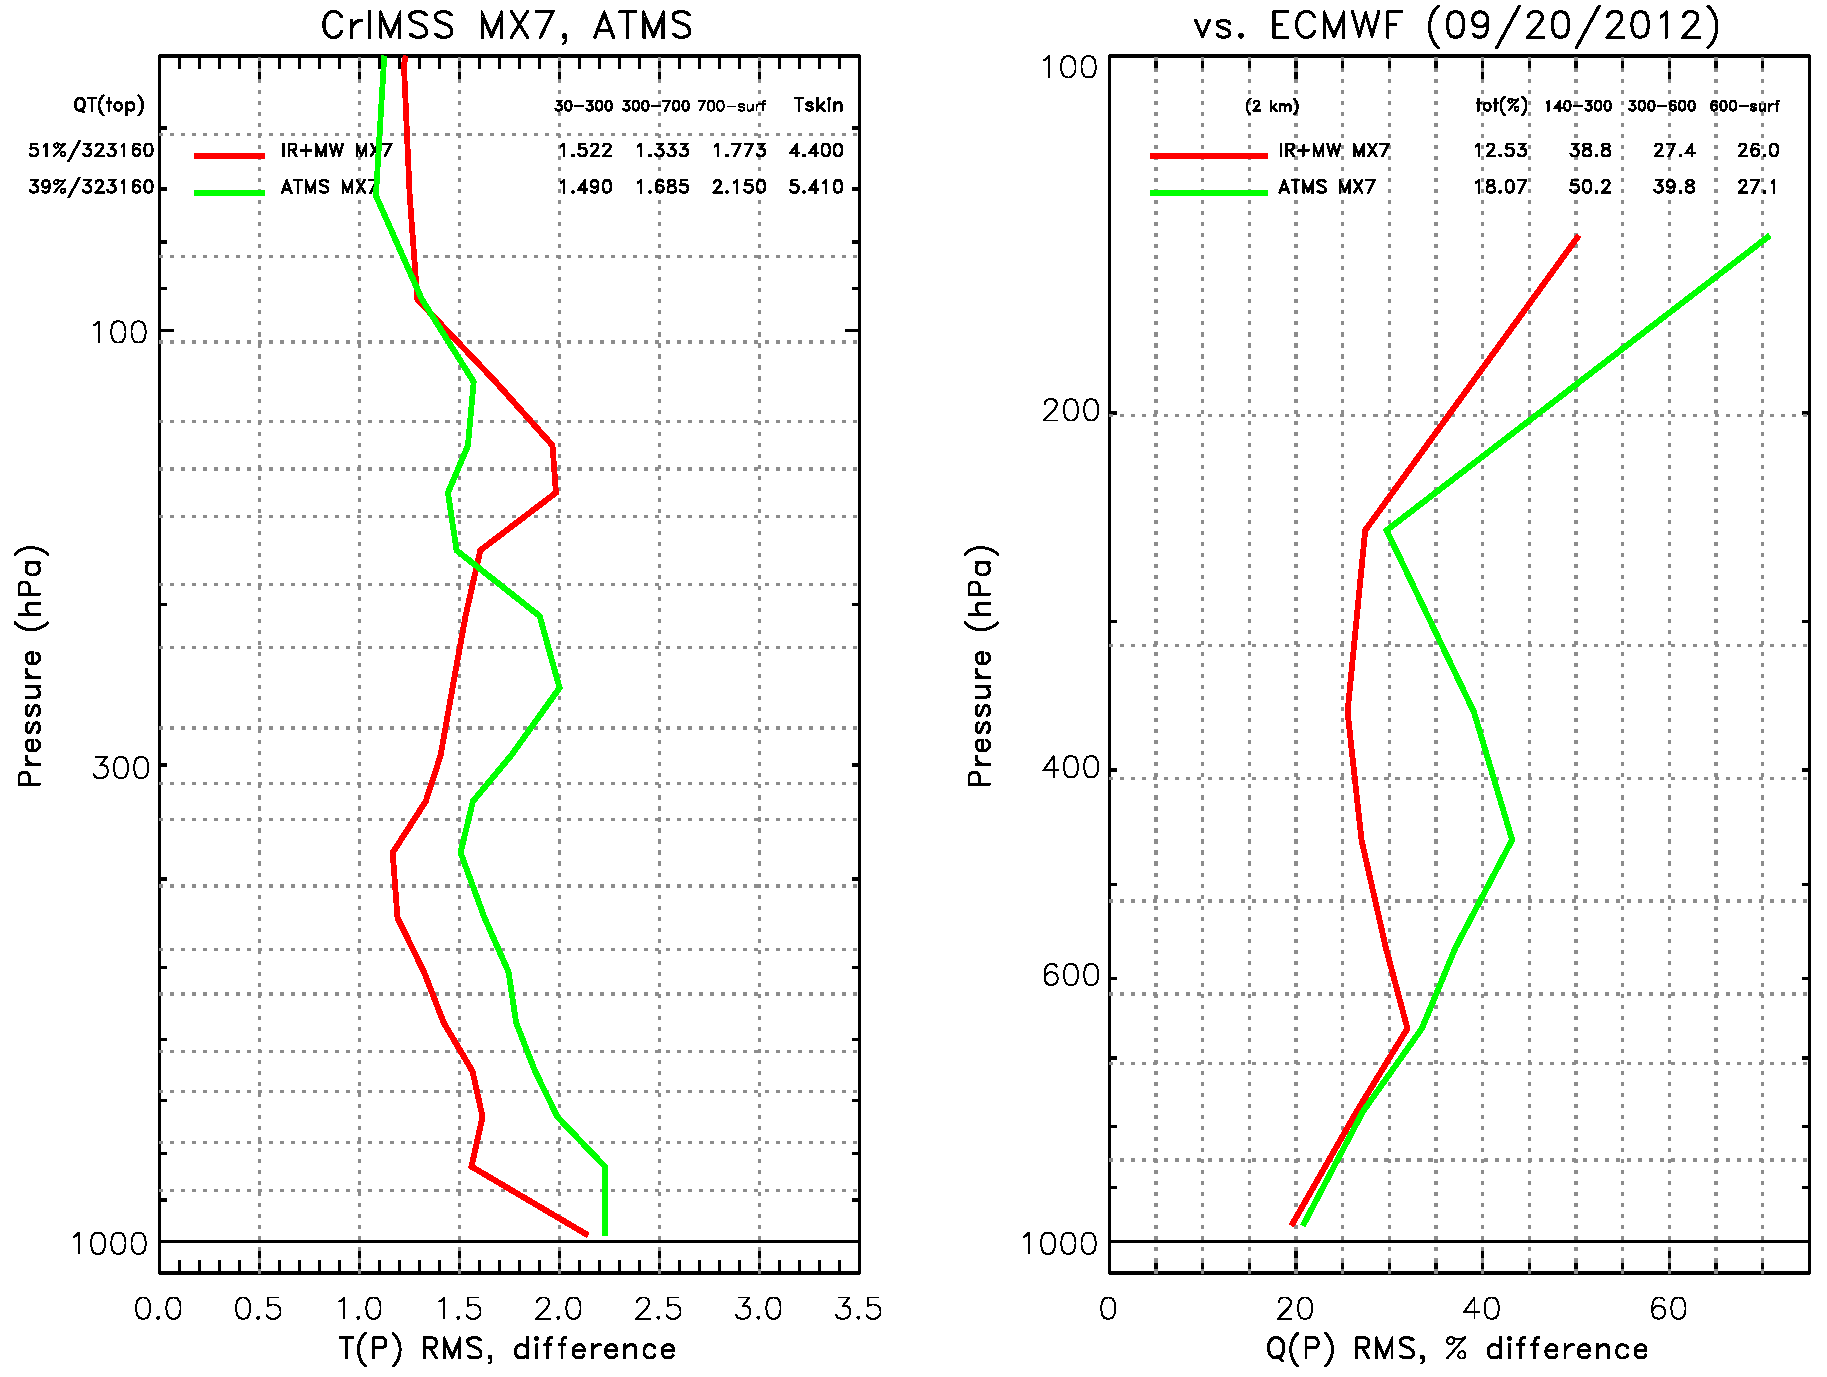 CrIMSS MX7, ATMS
QT(top) 30-300 300-700 700-surf Tskin
51%/323160 IR+MW MX7 1.522 1.333 1.773 4.400
39%/323160 ATMS MX7 1.490 1.685 2.150 5.410
100
300
1000
Pressure (hPa)
0.0 0.5 1.0 1.5 2.0 2.5 3.0 3.5
T(P) RMS, difference
vs. ECMWF (09/20/2012)
100
(2 km) tot(%) 140-300 300-600 600-surf
IR+MW MX7 12.53 38.8 27.4 26.0
ATMS MX7 18.07 50.2 39.8 27.1
200
400
600
1000
Pressure (hPa)
0 20 40 60
Q(P) RMS, % difference